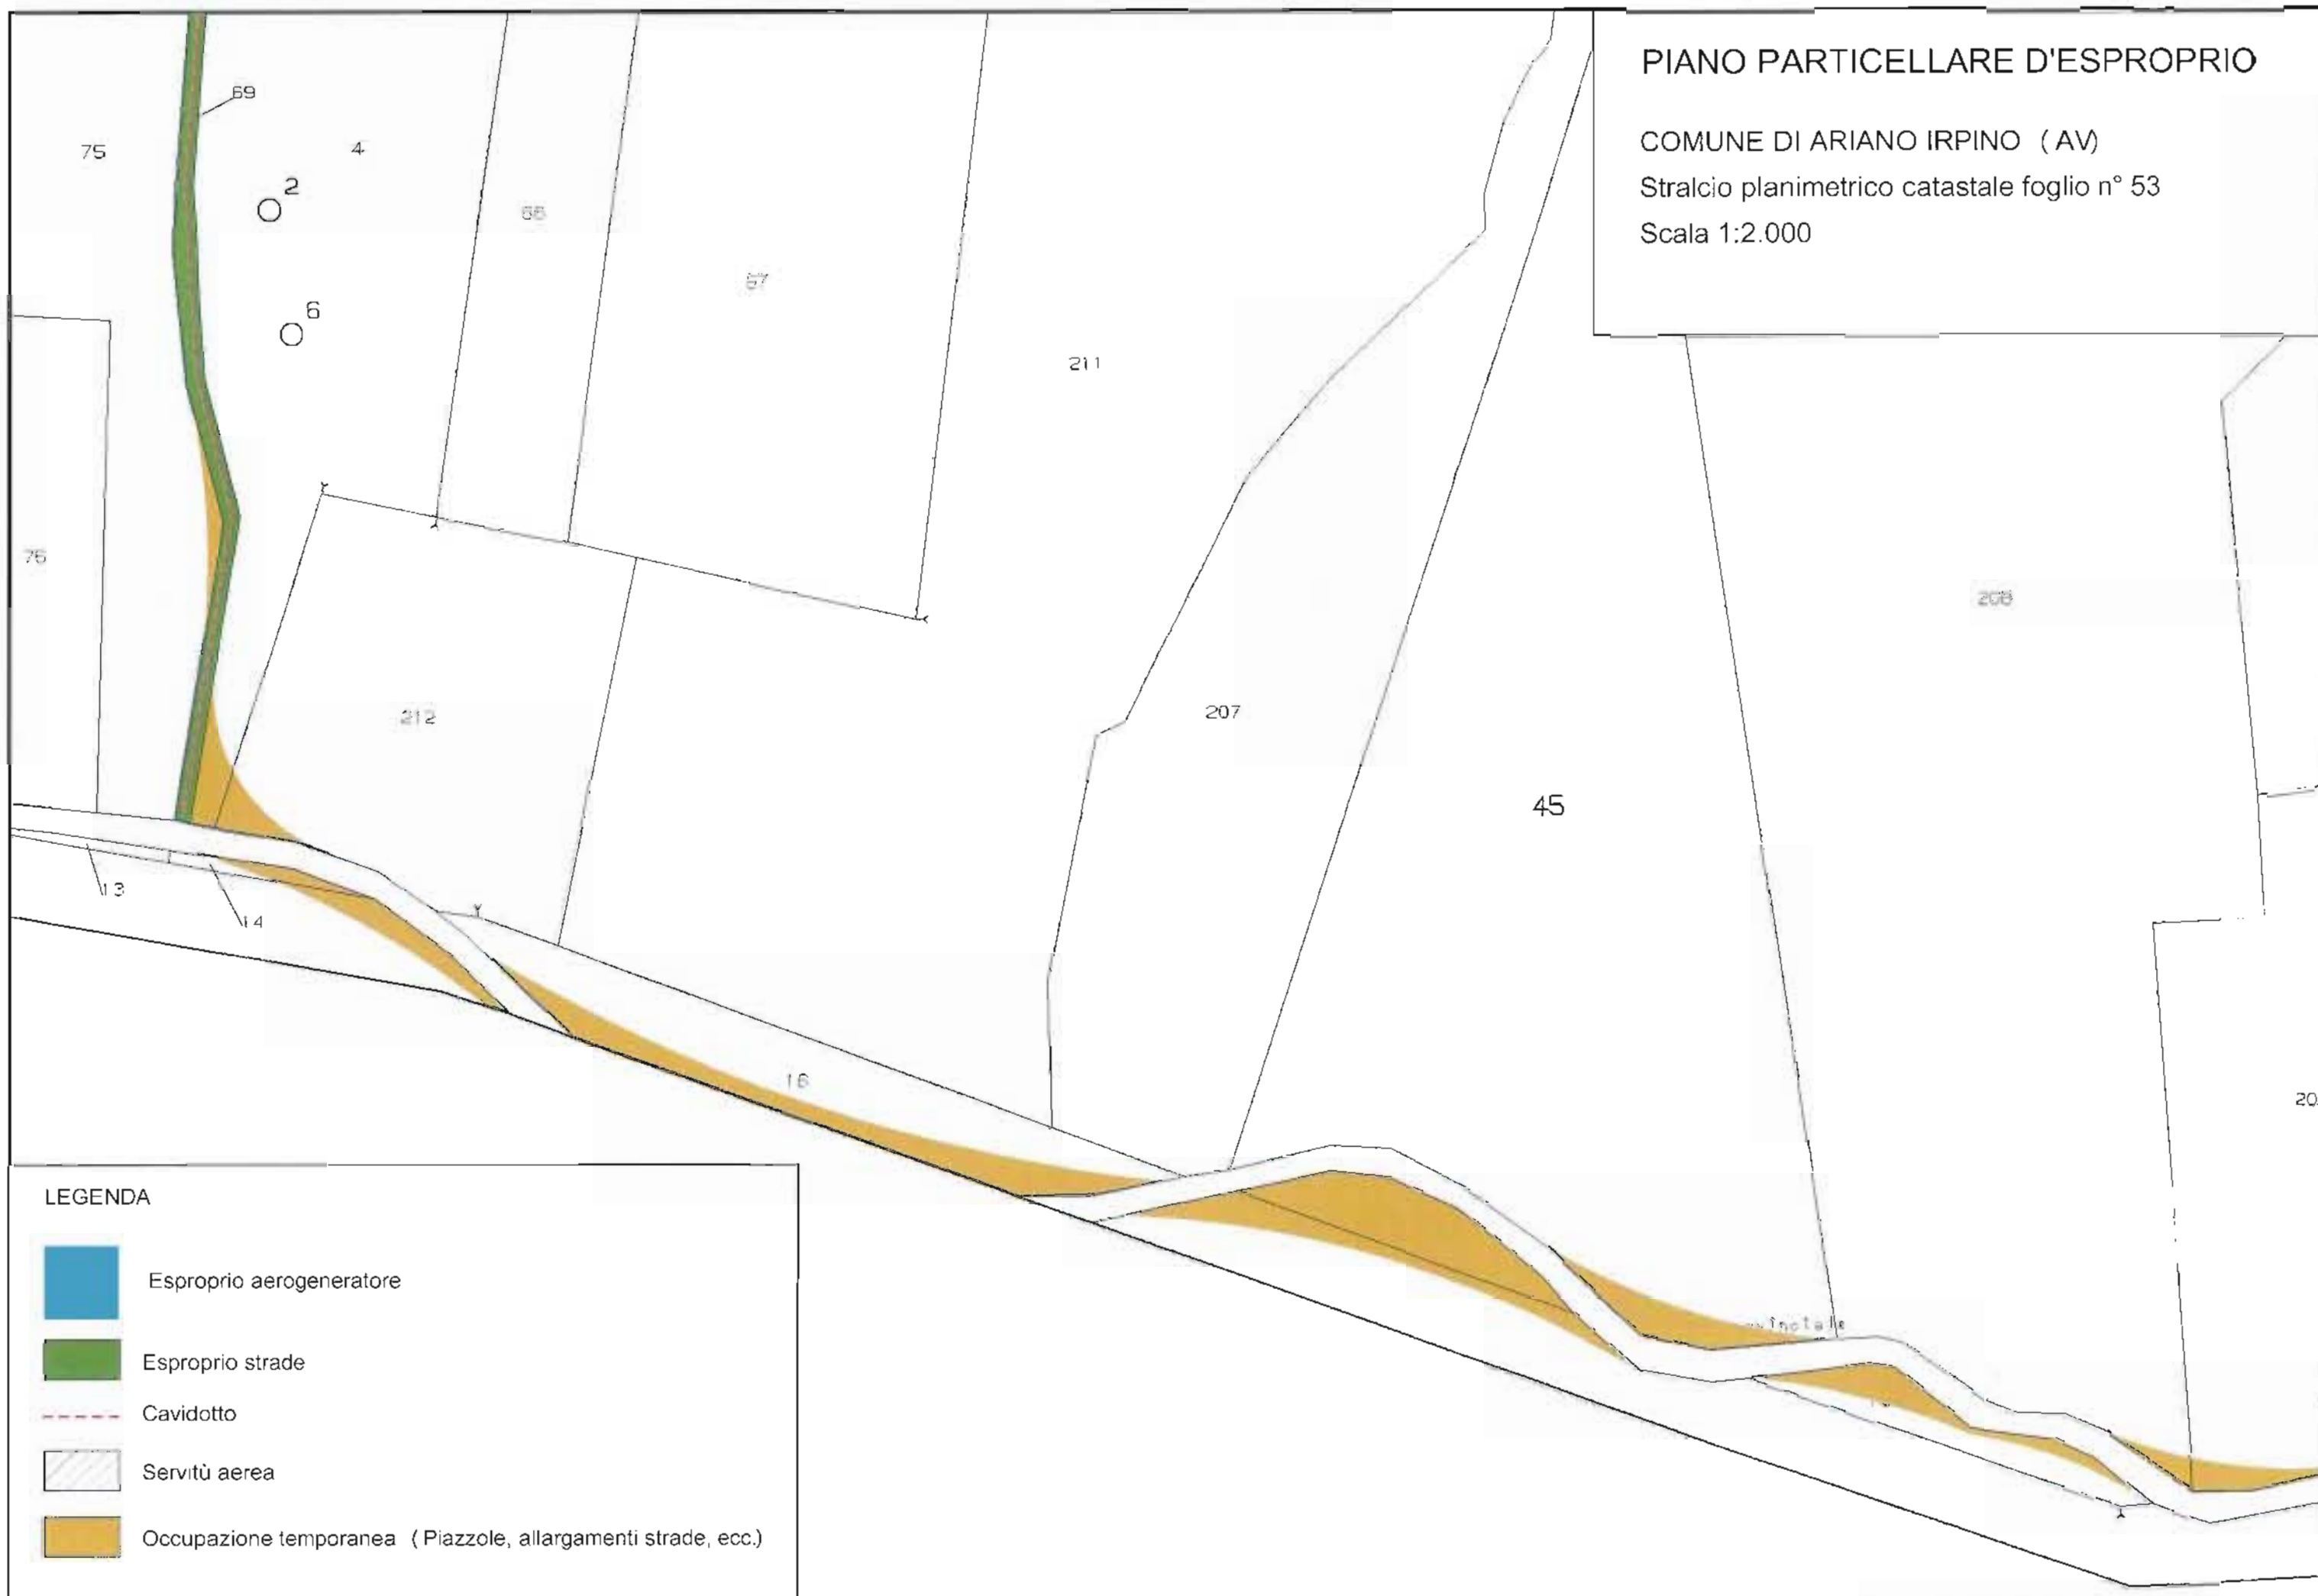 PIANO PARTICELLARE D'ESPROPRIO
COMUNE DI ARIANO IRPINO ( AV)
Stralcio planimetrico catastale foglio n° 53
Scala 1:2.000
69
75
4
2
6
67
211
76
208
212
207
45
13
14
16
LEGENDA
Esproprio aerogeneratore
Esproprio strade
Cavidotto
Servitù aerea
Occupazione temporanea ( Piazzole, allargamenti strade, ecc.)